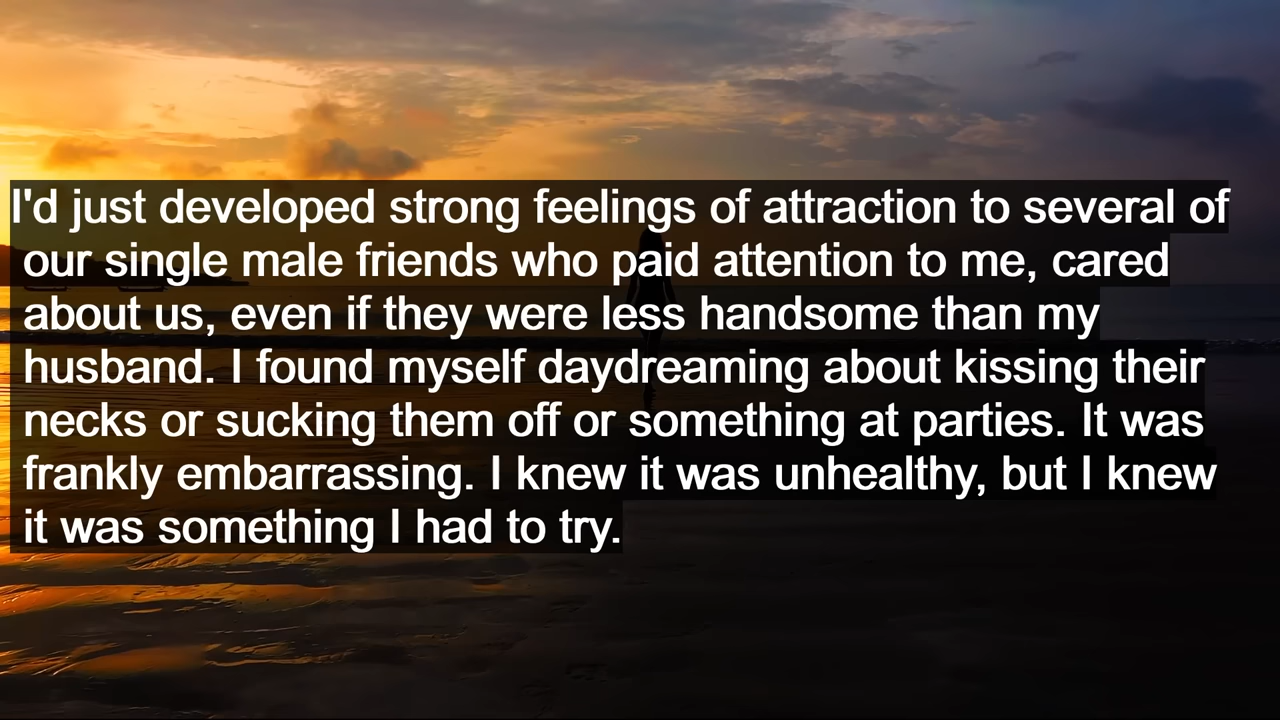 I'd just developed strong feelings of attraction to several of
our single male friends who paid attention to me, cared
about us, even if they were less handsome than my
husband. I found myself daydreaming about kissing their
necks or sucking them off or something at parties. It was
frankly embarrassing. I knew it was unhealthy, but I knew
it was something I had to try.